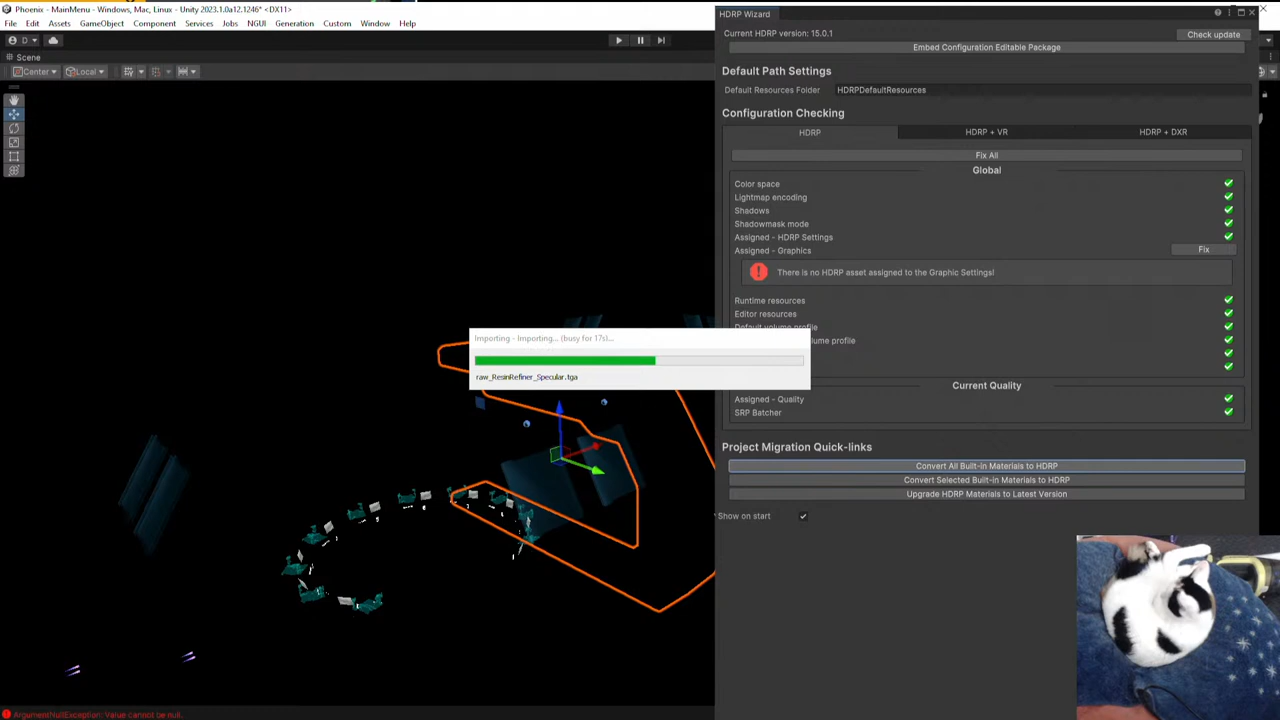 Phoenix - MainMenu - Windows, Mac, Linux - Unity 2023.1.0a12.1246* <DX11>
File Edit Assets GameObject Component Services Jobs NGUI Generation Custom Window Help
D
Scene
Center Local
HDRP Wizard
Current HDRP version: 15.0.1
Check update
Embed Configuration Editable Package
Default Path Settings
Default Resources Folder HDRPDefaultResources
Configuration Checking
HDRP HDRP + VR HDRP + DXR
Fix All
Global
Color space
Lightmap encoding
Shadows
Shadowmask mode
Assigned - HDRP Settings
Assigned - Graphics Fix
There is no HDRP asset assigned to the Graphic Settings!
Runtime resources
Editor resources
Default volume profile
volume profile
Importing - Importing... (busy for 17s)...
raw_ResinRefiner_Specular.tga
Current Quality
Assigned - Quality
SRP Batcher
Project Migration Quick-links
Convert All Built-in Materials to HDRP
Convert Selected Built-in Materials to HDRP
Upgrade HDRP Materials to Latest Version
Show on start
ArgumentNullException: Value cannot be null.